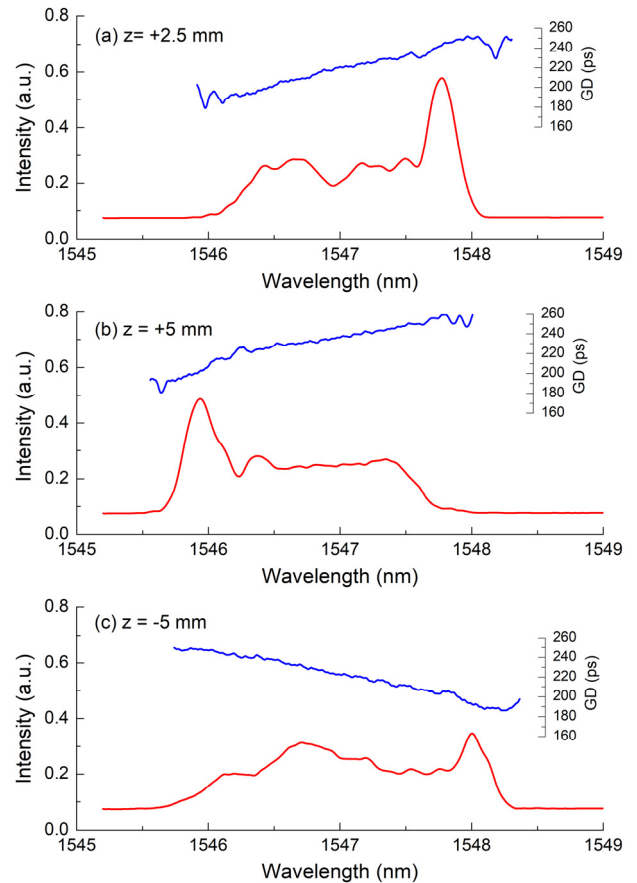 (a) z= +2.5 mm
0.8
0.6
0.4
0.2
0.0
Intensity (a.u.)
260
240
220
200
180
160
GD (ps)
1545 1546 1547 1548 1549
Wavelength (nm)
(b) z = +5 mm
0.8
0.6
0.4
0.2
0.0
Intensity (a.u.)
260
240
220
200
180
160
GD (ps)
1545 1546 1547 1548 1549
Wavelength (nm)
(c) z = -5 mm
0.8
0.6
0.4
0.2
0.0
Intensity (a.u.)
260
240
220
200
180
160
GD (ps)
1545 1546 1547 1548 1549
Wavelength (nm)